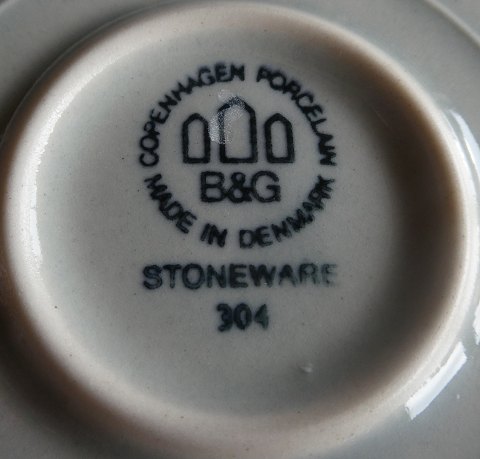 COPENHAGEN PORCELAIN
B&G
MADE IN DENMARK
STONEWARE
304